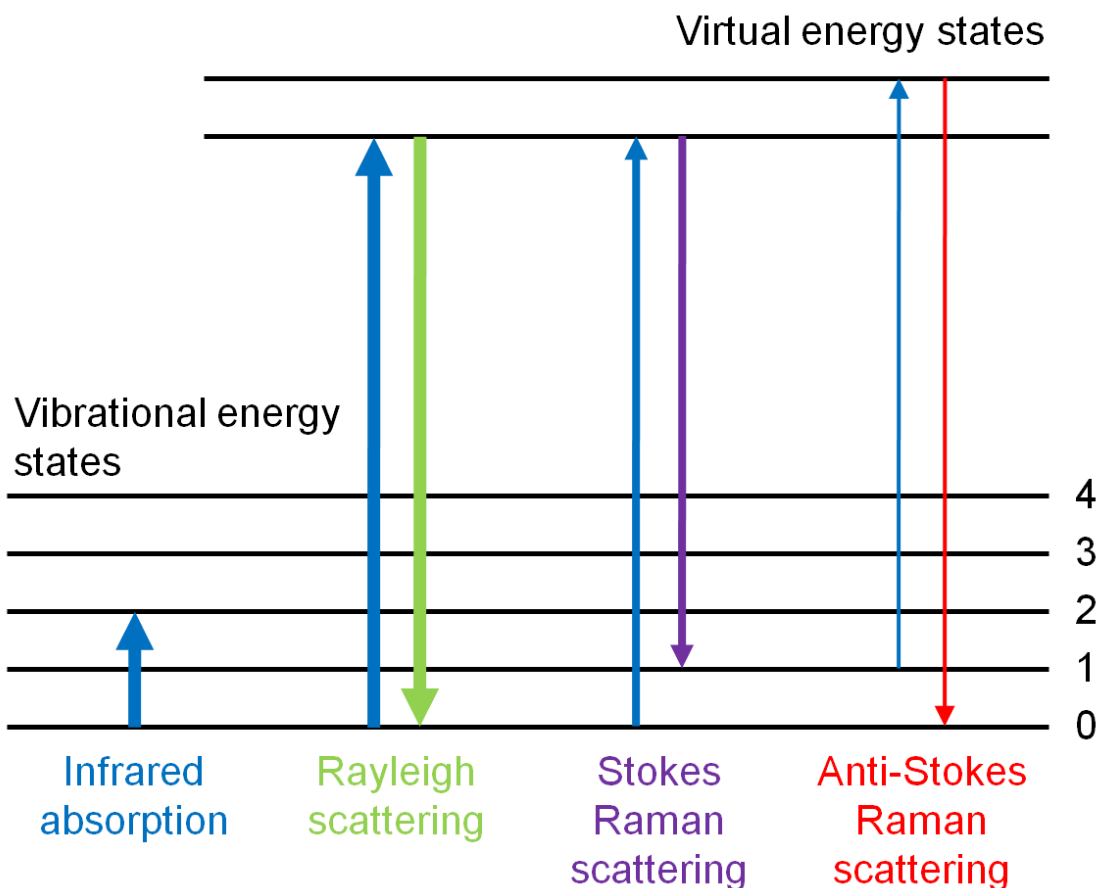 Virtual energy states
Vibrational energy
states
4
3
2
1
0
Infrared
absorption
Rayleigh
scattering
Stokes
Raman
scattering
Anti-Stokes
Raman
scattering